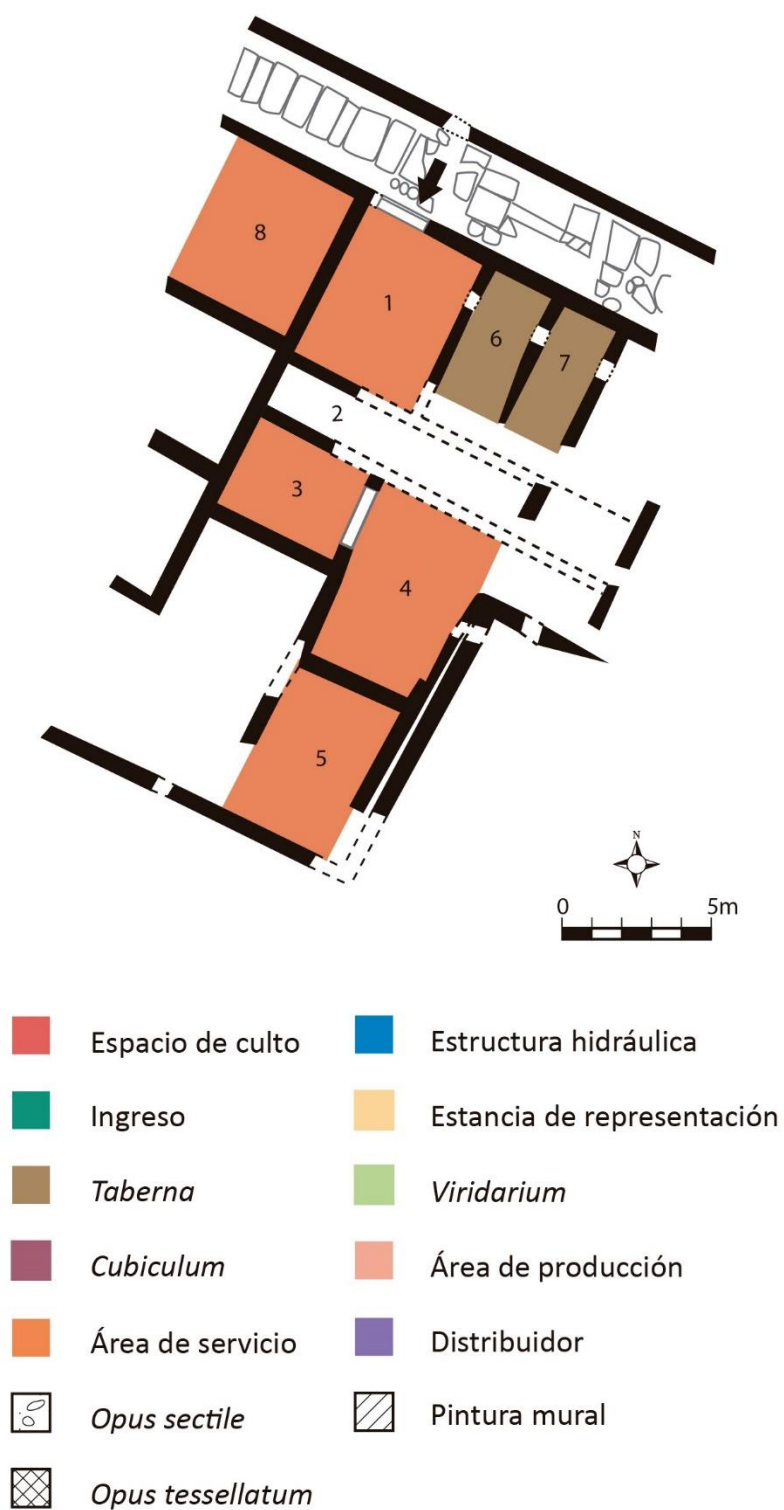 8
1
6
7
2
3
4
5
N
0 5m
Espacio de culto
Estructura hidráulica
Ingreso
Estancia de representación
Taberna
Viridarium
Cubiculum
Área de producción
Área de servicio
Distribuidor
Opus sectile
Pintura mural
Opus tessellatum